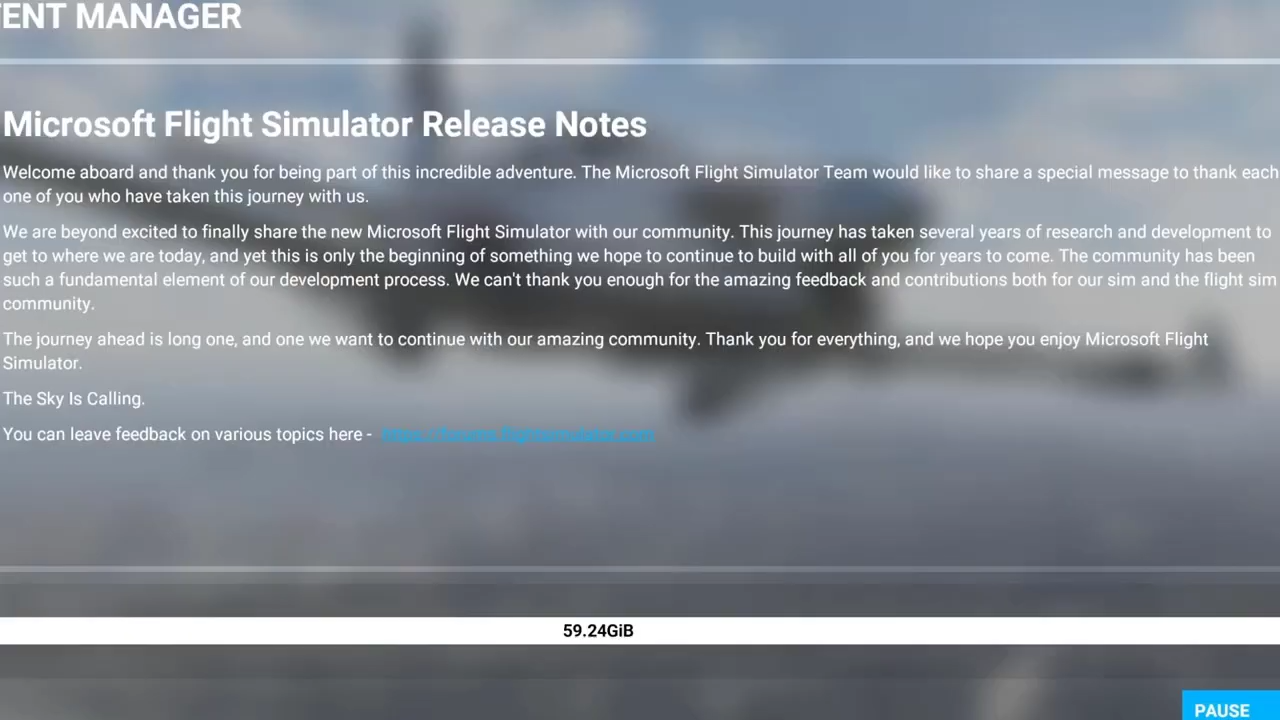 TENT MANAGER
Microsoft Flight Simulator Release Notes
Welcome aboard and thank you for being part of this incredible adventure. The Microsoft Flight Simulator Team would like to share a special message to thank each
one of you who have taken this journey with us.
We are beyond excited to finally share the new Microsoft Flight Simulator with our community. This journey has taken several years of research and development to
get to where we are today, and yet this is only the beginning of something we hope to continue to build with all of you for years to come. The community has been
such a fundamental element of our development process. We can't thank you enough for the amazing feedback and contributions both for our sim and the flight sim
community.
The journey ahead is long one, and one we want to continue with our amazing community. Thank you for everything, and we hope you enjoy Microsoft Flight
Simulator.
The Sky Is Calling.
You can leave feedback on various topics here - https://forums.flightsimulator.com
59.24GiB
PAUSE